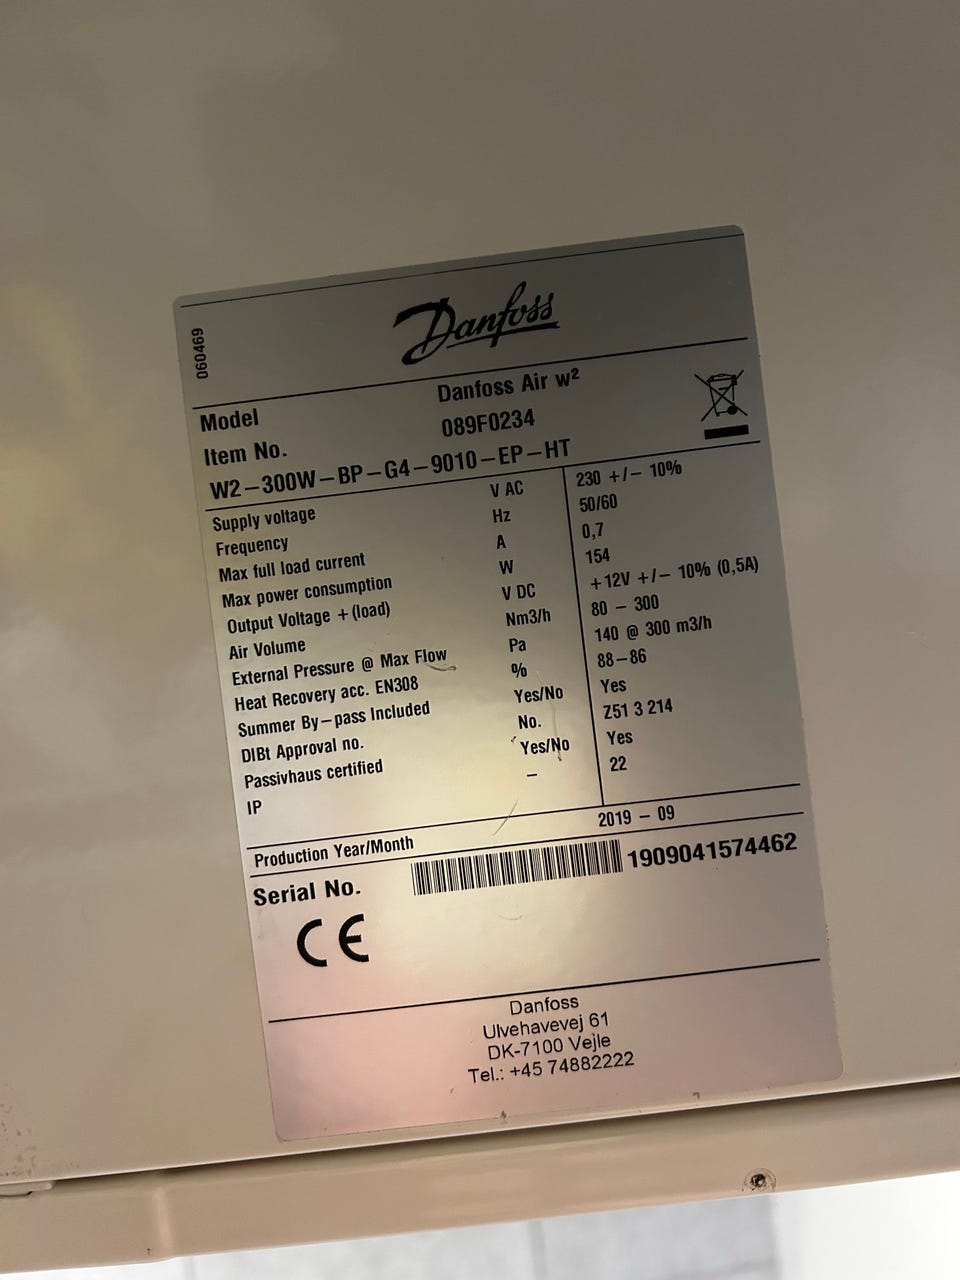 060469
Danfoss
Model Danfoss Air w²
Item No. 089F0234
W2-300W-BP-G4-9010-EP-HT
Supply voltage V AC 230 +/- 10%
Frequency Hz 50/60
Max full load current A 0,7
Max power consumption W 154
Output Voltage + (load) V DC +12V +/- 10% (0,5A)
Air Volume Nm3/h 80 - 300
External Pressure @ Max Flow Pa 140 @ 300 m3/h
Heat Recovery acc. EN308 % 88-86
Summer By-pass Included Yes/No Yes
DIBt Approval no. No. Z51 3 214
Passivhaus certified Yes/No Yes
IP - 22
Production Year/Month 2019 - 09
Serial No. 1909041574462
CE
Danfoss
Ulvehavevej 61
DK-7100 Vejle
Tel.: +45 74882222